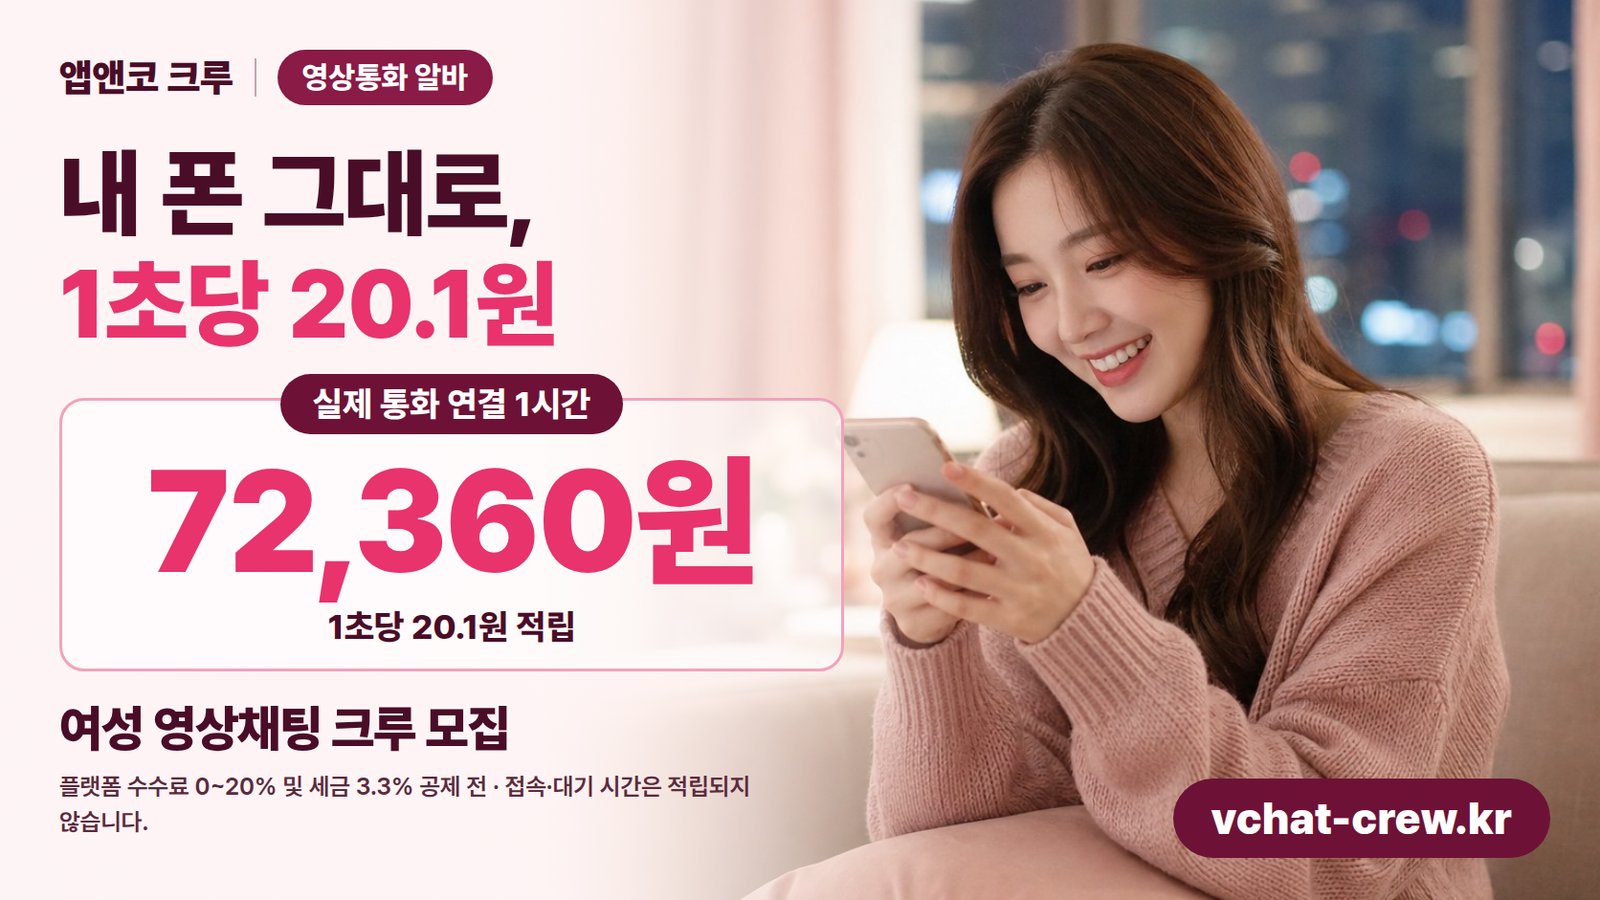 앱앤코 크루
영상통화 알바
내 폰 그대로,
1초당 20.1원
실제 통화 연결 1시간
72,360원
1초당 20.1원 적립
여성 영상채팅 크루 모집
플랫폼 수수료 0~20% 및 세금 3.3% 공제 전 · 접속·대기 시간은 적립되지
않습니다.
vchat-crew.kr